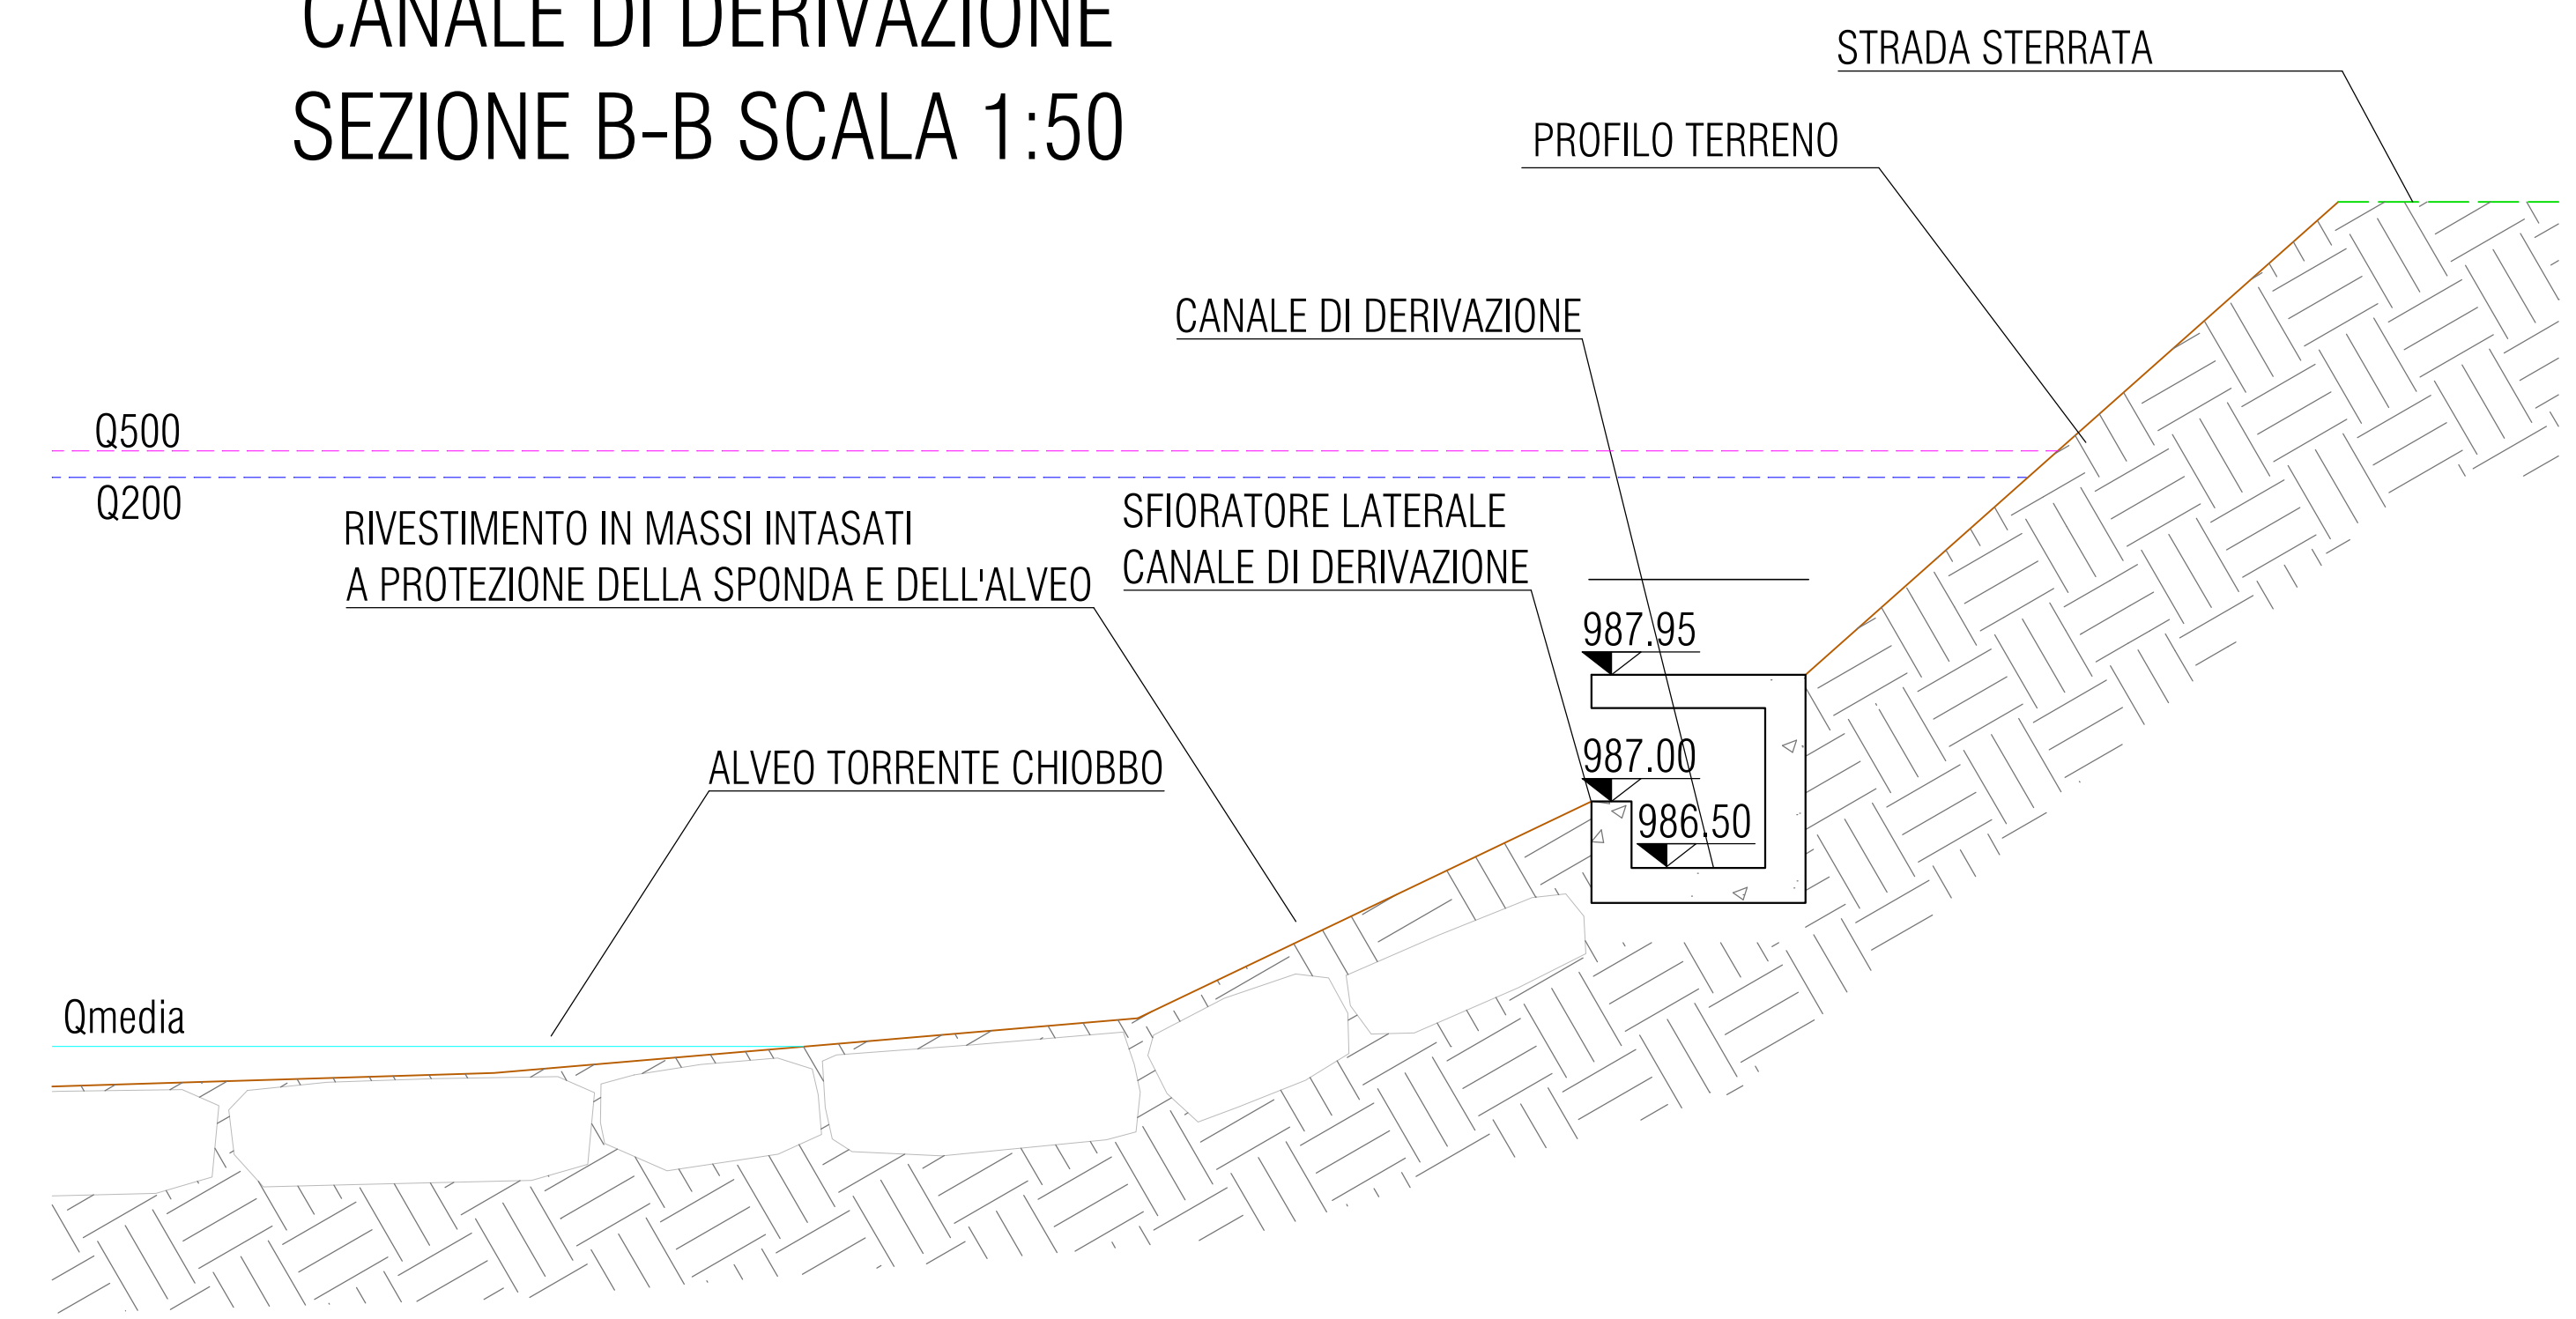 CANALE DI DERIVAZIONE
SEZIONE B-B SCALA 1:50
STRADA STERRATA
PROFILO TERRENO
CANALE DI DERIVAZIONE
Q500
Q200
RIVESTIMENTO IN MASSI INTASATI
A PROTEZIONE DELLA SPONDA E DELL'ALVEO
SFIORATORE LATERALE
CANALE DI DERIVAZIONE
987.95
987.00
986.50
ALVEO TORRENTE CHIOBBO
Qmedia